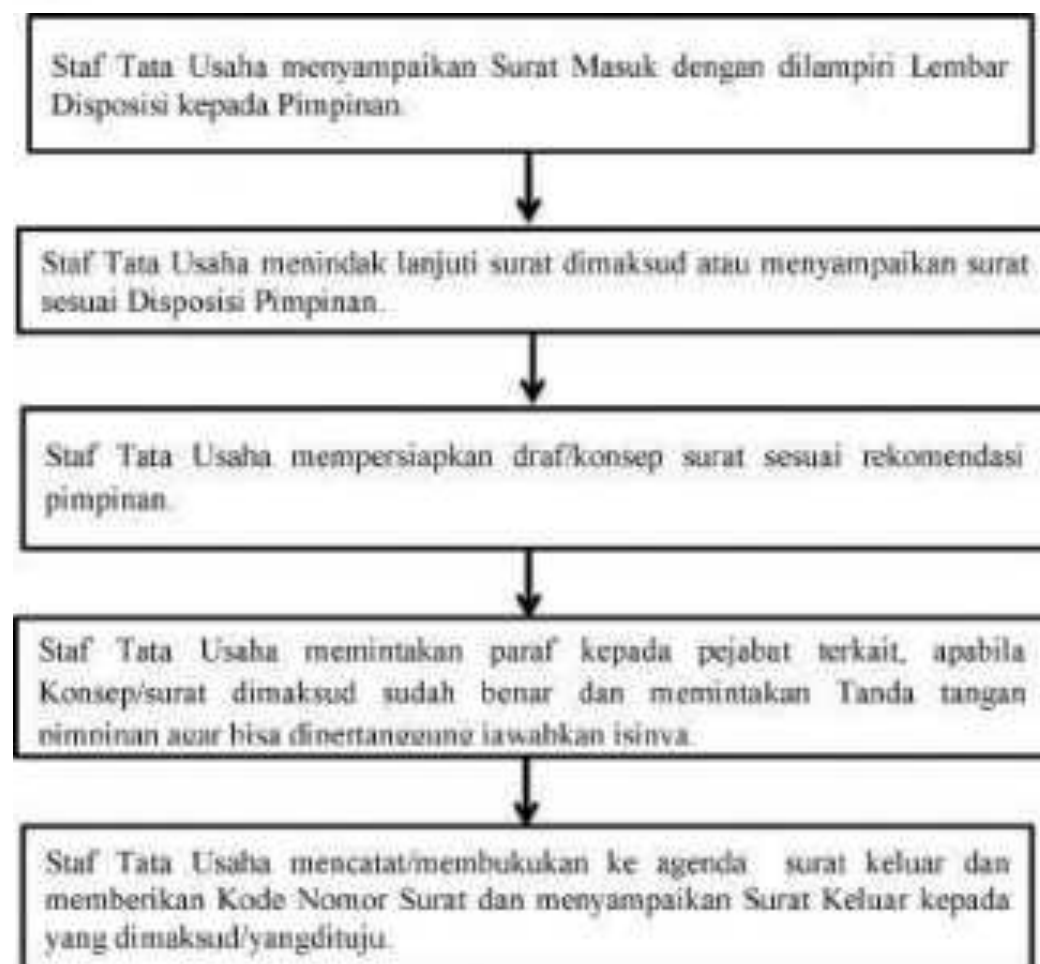 Staf Tata Usaha menyampaikan Surat Masuk dengan dilampiri Lembar
Disposisi kepada Pimpinan.
Staf Tata Usaha menindak lanjuti surat dimaksud atau menyampaikan surat
sesuai Disposisi Pimpinan.
Staf Tata Usaha mempersiapkan draf/konsep surat sesuai rekomendasi
pimpinan.
Staf Tata Usaha memintakan paraf kepada pejabat terkait, apabila
Konsep/surat dimaksud sudah benar dan memintakan Tanda tangan
pimpinan agar bisa dipertanggung jawabkan isinya.
Staf Tata Usaha mencatat/membukukan ke agenda surat keluar dan
memberikan Kode Nomor Surat dan menyampaikan Surat Keluar kepada
yang dimaksud/yangdituju.